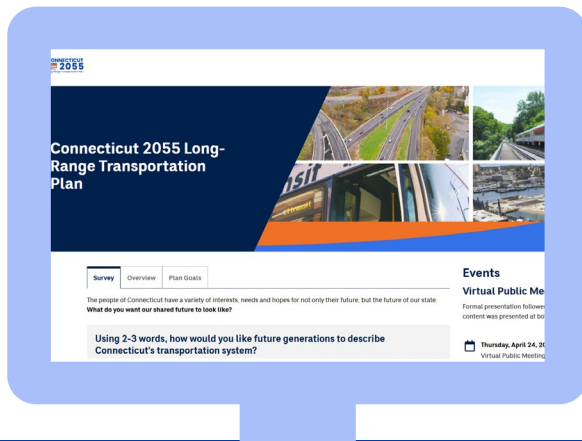 2055
Connecticut 2055 Long-
Range Transportation
Plan
Survey
Overview
Plan Goals
The people of Connecticut have a variety of interests, needs and hopes for not only their future, but the future of our state
What do you want our shared future to look like?
Using 2-3 words, how would you like future generations to describe
Connecticut's transportation system?
Events
Virtual Public Me
Formal presentation followe
content was presented at bo
Thursday, April 24, 20
Virtual Public Meeting